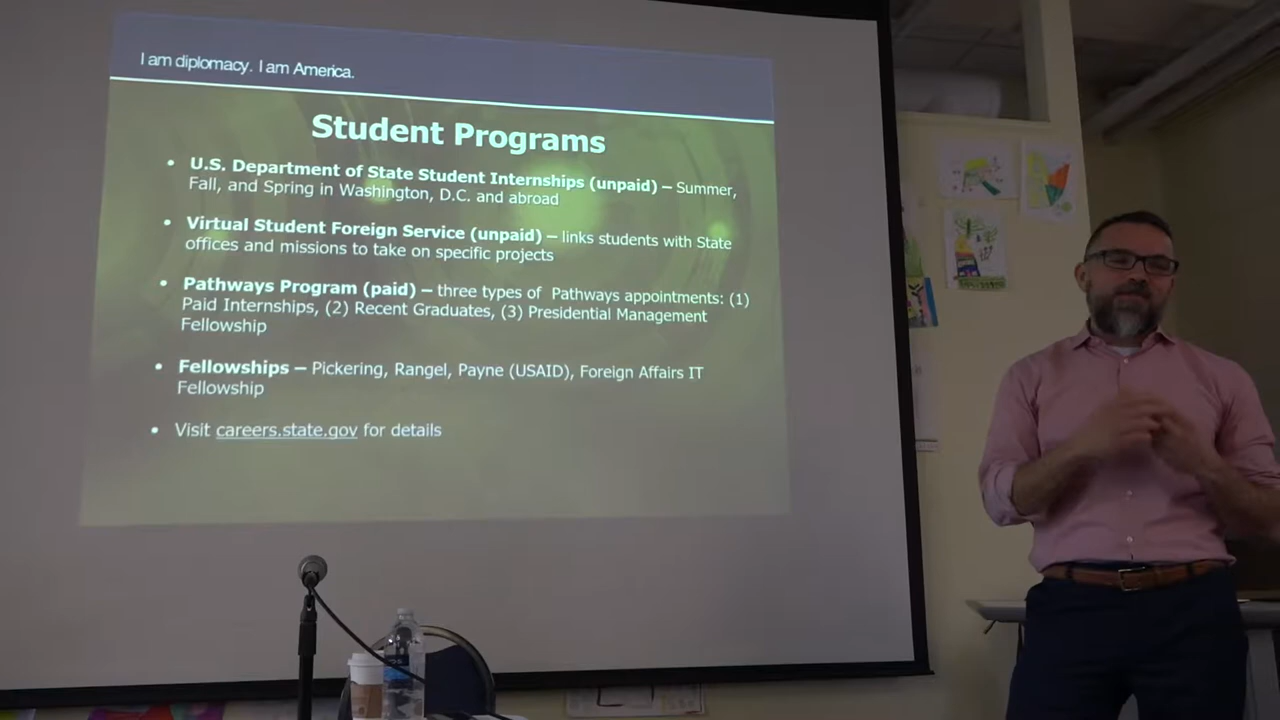 I am diplomacy. I am America.
Student Programs
• U.S. Department of State Student Internships (unpaid) – Summer,
Fall, and Spring in Washington, D.C. and abroad
• Virtual Student Foreign Service (unpaid) – links students with State
offices and missions to take on specific projects
• Pathways Program (paid) – three types of Pathways appointments: (1)
Paid Internships, (2) Recent Graduates, (3) Presidential Management
Fellowship
• Fellowships – Pickering, Rangel, Payne (USAID), Foreign Affairs IT
Fellowship
• Visit careers.state.gov for details